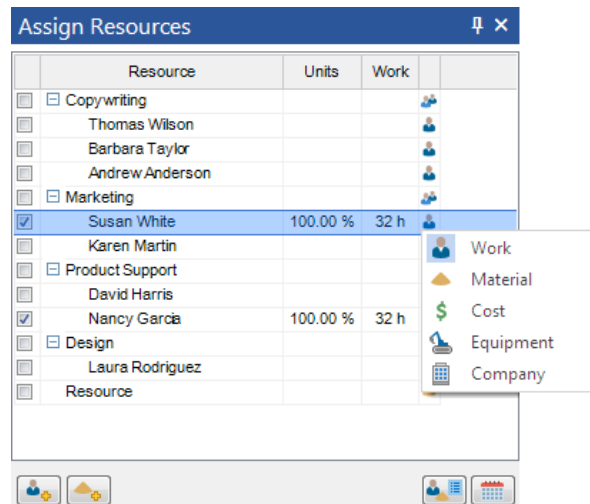 Assign Resources
Resource Units Work
Copywriting
Thomas Wilson
Barbara Taylor
Andrew Anderson
Marketing
Susan White 100.00 % 32 h
Karen Martin
Product Support
David Harris
Nancy Garcia 100.00 % 32 h
Design
Laura Rodriguez
Resource
Work
Material
Cost
Equipment
Company